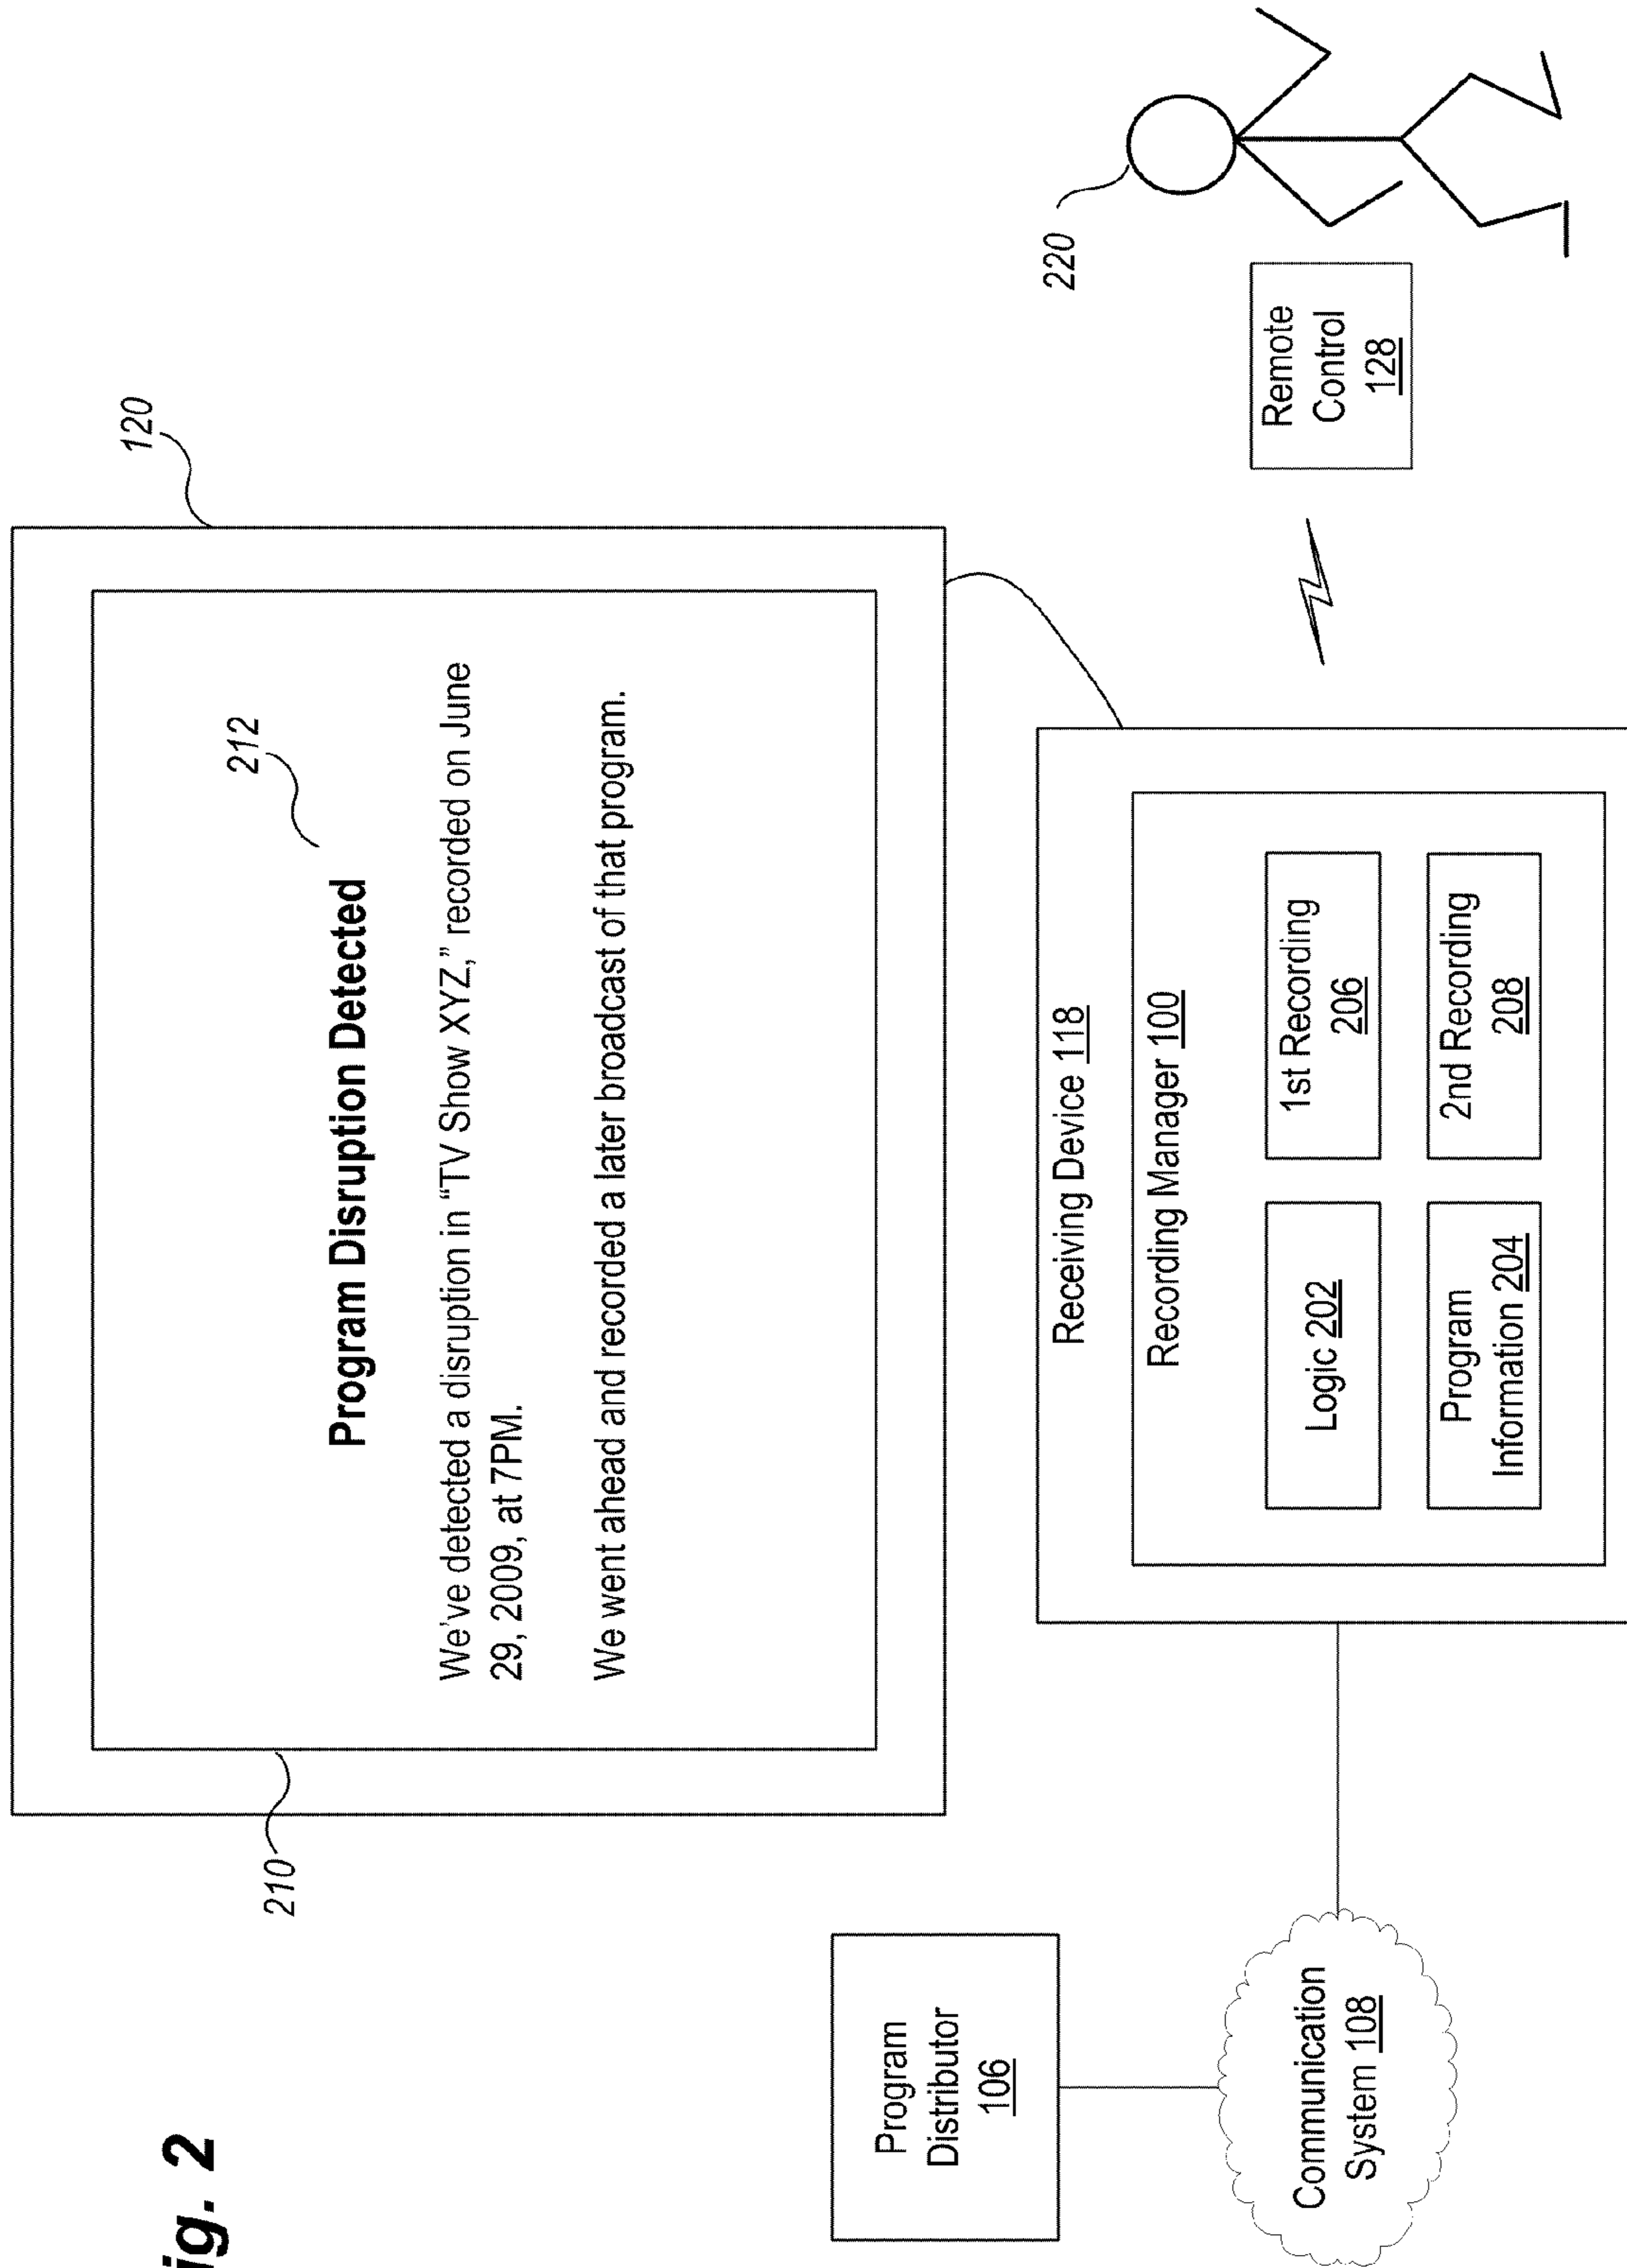 ig. 2
120
212
Program Disruption Detected
We've detected a disruption in “TV Show XYZ,” recorded on June
29, 2009, at 7PM.
We went ahead and recorded a later broadcast of that program.
210
Program
Distributor
106
Communication
System 108
Receiving Device 118
Recording Manager 100
Logic 202
1st Recording
206
Program
Information 204
2nd Recording
208
220
Remote
Control
128